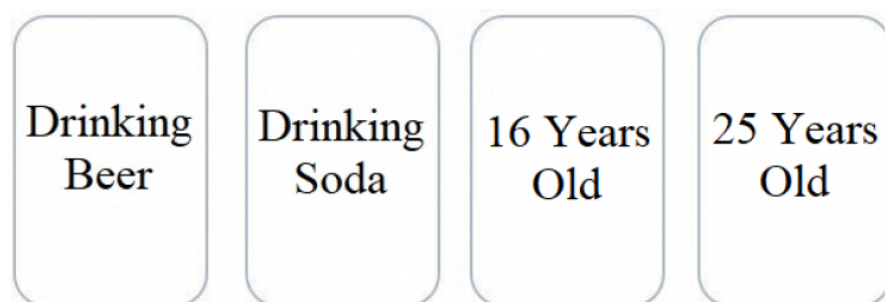 Drinking
Beer
Drinking
Soda
16 Years
Old
25 Years
Old